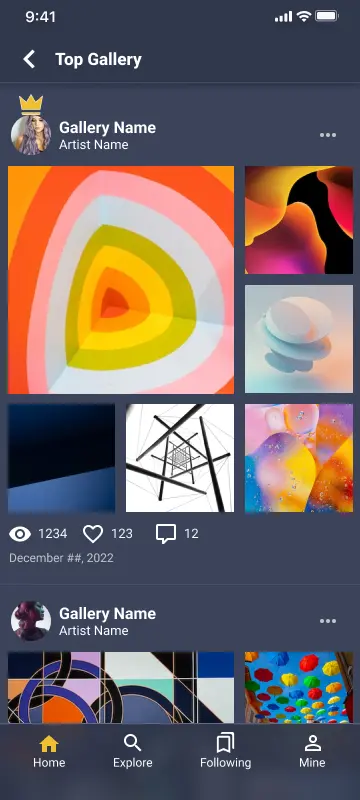 9:41
Top Gallery
Gallery Name
Artist Name
1234 123 12
December ##, 2022
Gallery Name
Artist Name
Home Explore Following Mine